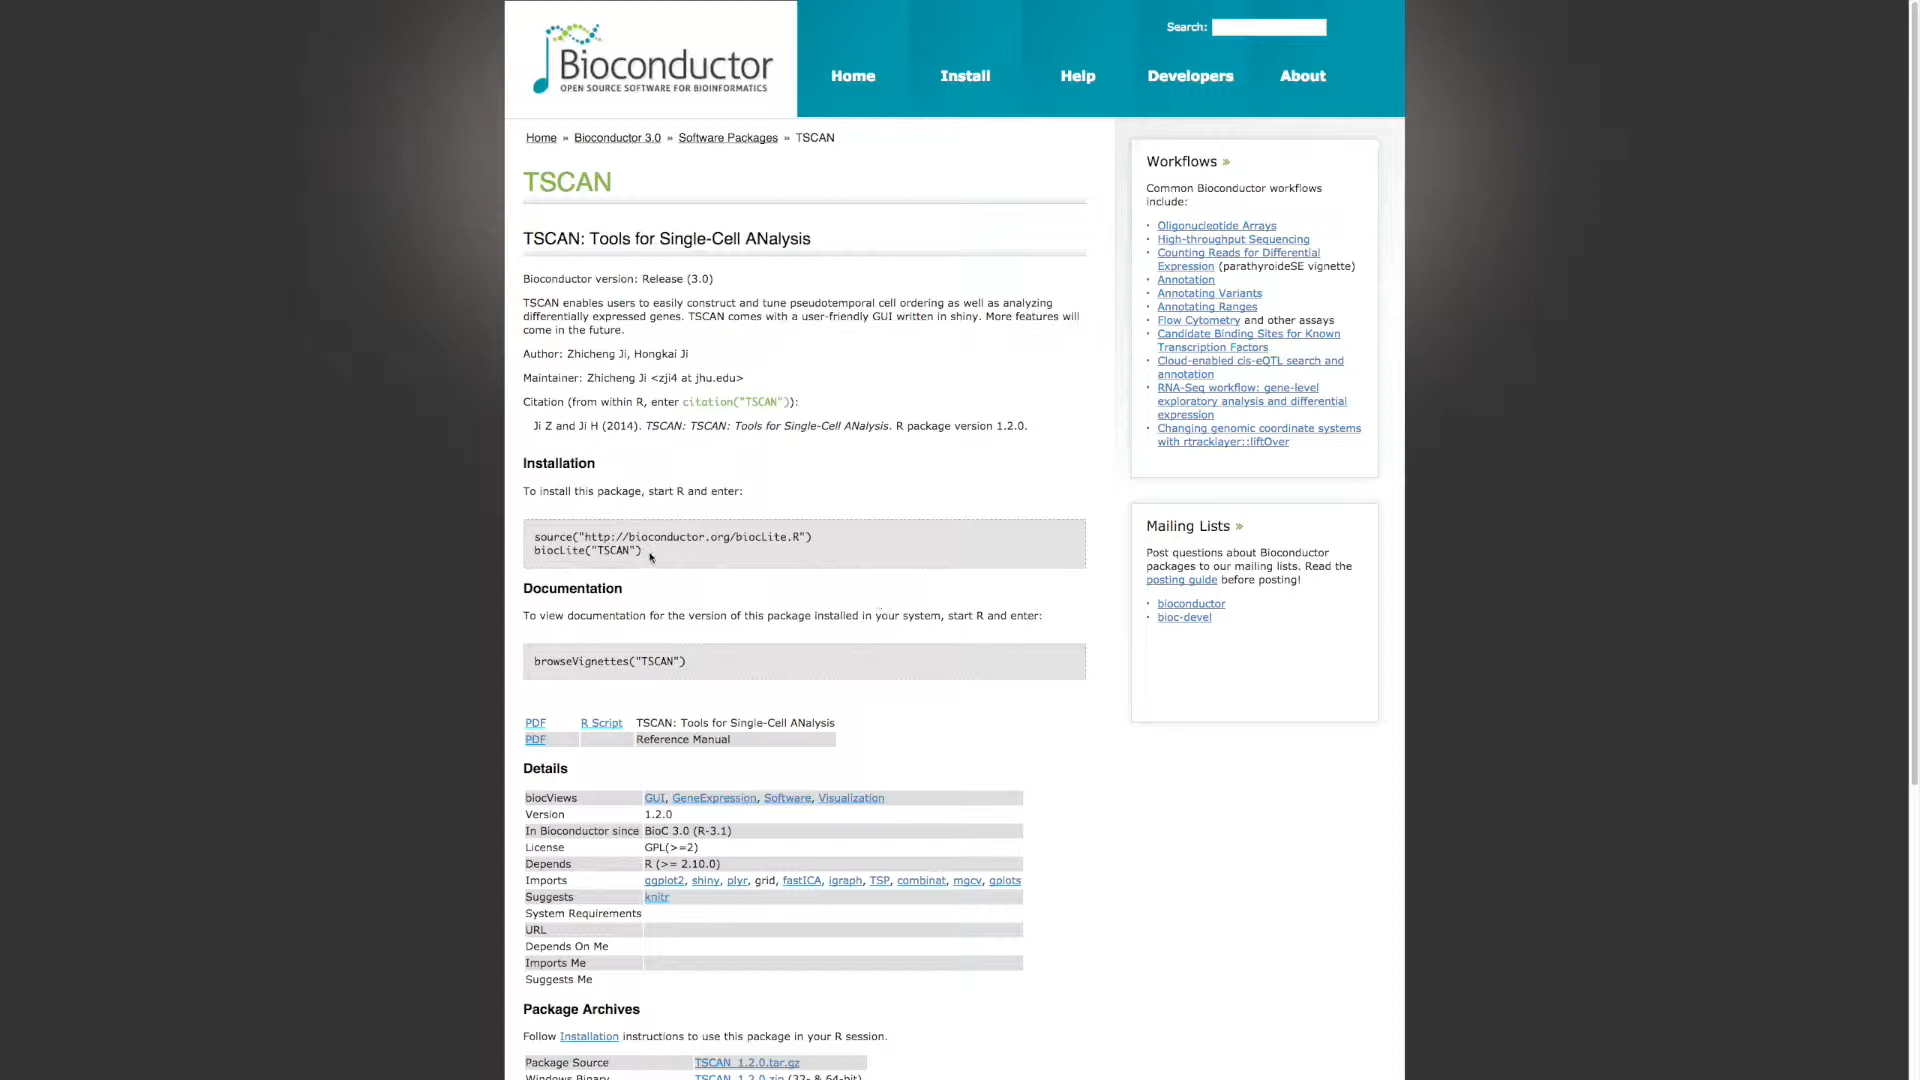 Bioconductor
OPEN SOURCE SOFTWARE FOR BIOINFORMATICS
Search:
Home Install Help Developers About
Home » Bioconductor 3.0 » Software Packages » TSCAN
TSCAN
TSCAN: Tools for Single-Cell ANalysis
Bioconductor version: Release (3.0)
TSCAN enables users to easily construct and tune pseudotemporal cell ordering as well as analyzing
differentially expressed genes. TSCAN comes with a user-friendly GUI written in shiny. More features will
come in the future.
Author: Zhicheng Ji, Hongkai Ji
Maintainer: Zhicheng Ji <zji4 at jhu.edu>
Citation (from within R, enter citation("TSCAN")):
Ji Z and Ji H (2014). TSCAN: TSCAN: Tools for Single-Cell ANalysis. R package version 1.2.0.
Installation
To install this package, start R and enter:
source("http://bioconductor.org/biocLite.R")
biocLite("TSCAN")
Documentation
To view documentation for the version of this package installed in your system, start R and enter:
browseVignettes("TSCAN")
PDF R Script TSCAN: Tools for Single-Cell ANalysis
PDF Reference Manual
Details
biocViews GUI, GeneExpression, Software, Visualization
Version 1.2.0
In Bioconductor since BioC 3.0 (R-3.1)
License GPL(>=2)
Depends R (>= 2.10.0)
Imports ggplot2, shiny, plyr, grid, fastICA, igraph, TSP, combinat, mgcv, gplots
Suggests knitr
System Requirements
URL
Depends On Me
Imports Me
Suggests Me
Package Archives
Follow Installation instructions to use this package in your R session.
Package Source TSCAN_1.2.0.tar.gz
Windows Binary TSCAN_1.2.0.zip (32- & 64-bit)
Workflows »
Common Bioconductor workflows
include:
· Oligonucleotide Arrays
· High-throughput Sequencing
· Counting Reads for Differential
Expression (parathyroideSE vignette)
· Annotation
· Annotating Variants
· Annotating Ranges
· Flow Cytometry and other assays
· Candidate Binding Sites for Known
Transcription Factors
· Cloud-enabled cis-eQTL search and
annotation
· RNA-Seq workflow: gene-level
exploratory analysis and differential
expression
· Changing genomic coordinate systems
with rtracklayer::liftOver
Mailing Lists »
Post questions about Bioconductor
packages to our mailing lists. Read the
posting guide before posting!
· bioconductor
· bioc-devel